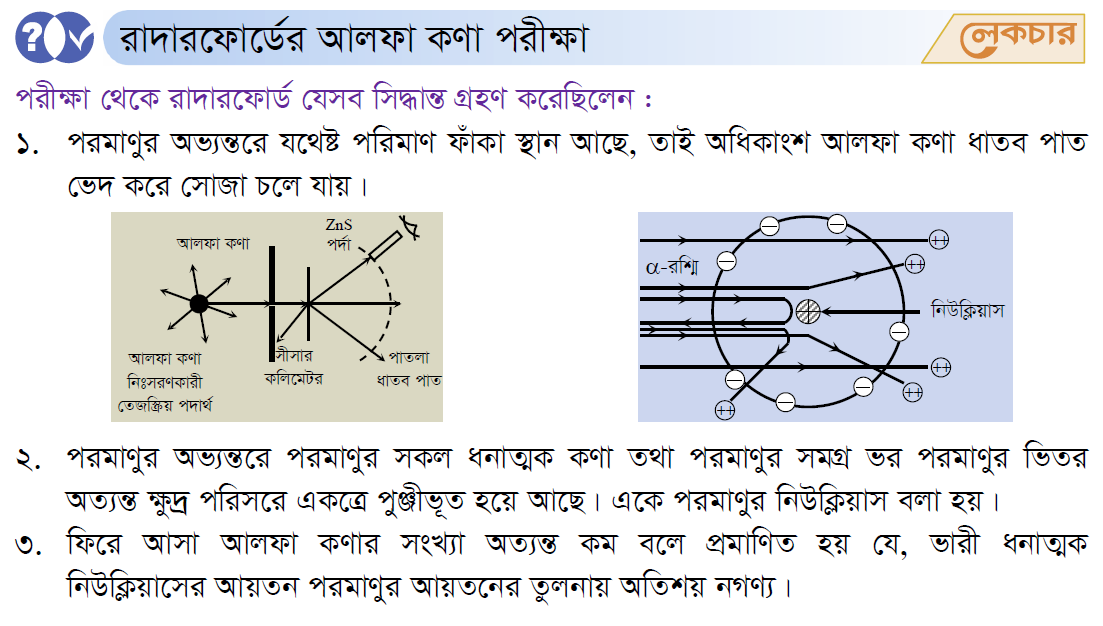 রাদারফোর্ডের আলফা কণা পরীক্ষা
লেকচার
পরীক্ষা থেকে রাদারফোর্ড যেসব সিদ্ধান্ত গ্রহণ করেছিলেন :
১. পরমাণুর অভ্যন্তরে যথেষ্ট পরিমাণ ফাঁকা স্থান আছে, তাই অধিকাংশ আলফা কণা ধাতব পাত
ভেদ করে সোজা চলে যায়।
আলফা কণা
ZnS
পর্দা
আলফা কণা
নিঃসরণকারী
তেজস্ক্রিয় পদার্থ
সীসার
কলিমেটর
পাতলা
ধাতব পাত
α-রশ্মি
নিউক্লিয়াস
২. পরমাণুর অভ্যন্তরে পরমাণুর সকল ধনাত্মক কণা তথা পরমাণুর সমগ্র ভর পরমাণুর ভিতর
অত্যন্ত ক্ষুদ্র পরিসরে একত্রে পুঞ্জীভূত হয়ে আছে। একে পরমাণুর নিউক্লিয়াস বলা হয়।
৩. ফিরে আসা আলফা কণার সংখ্যা অত্যন্ত কম বলে প্রমাণিত হয় যে, ভারী ধনাত্মক
নিউক্লিয়াসের আয়তন পরমাণুর আয়তনের তুলনায় অতিশয় নগণ্য।